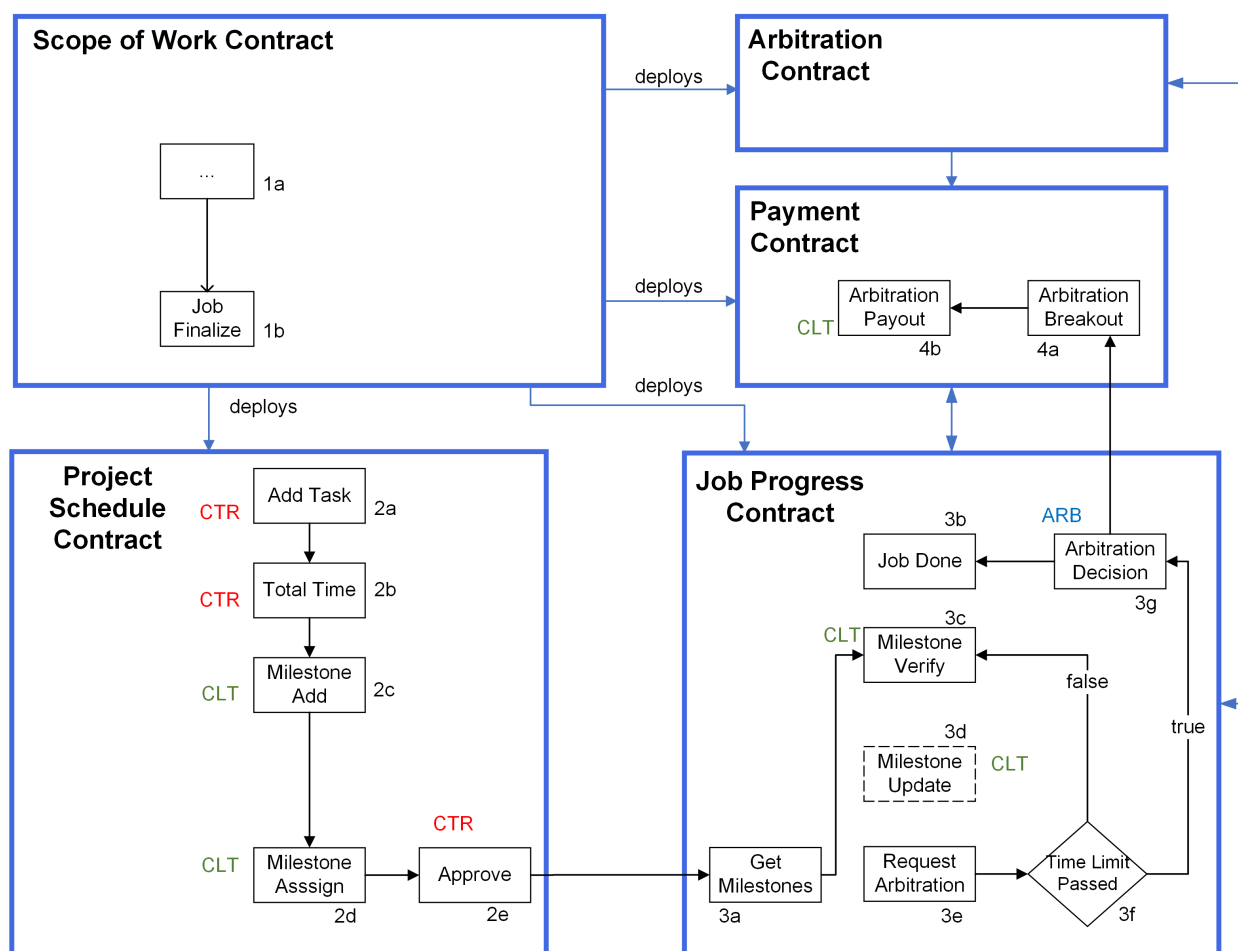 Scope of Work Contract
...
1a
Job
Finalize
1b
deploys
Arbitration
Contract
deploys
Payment
Contract
Arbitration
Payout
CLT
4b
Arbitration
Breakout
4a
deploys
deploys
Project
Schedule
Contract
CTR
Add Task
2a
CTR
Total Time
2b
CLT
Milestone
Add
2c
CLT
Milestone
Asssign
2d
CTR
Approve
2e
Job Progress
Contract
3b
Job Done
ARB
Arbitration
Decision
3g
3c
CLT
Milestone
Verify
false
true
3d
Milestone
Update
CLT
Get
Milestones
3a
Request
Arbitration
3e
Time Limit
Passed
3f